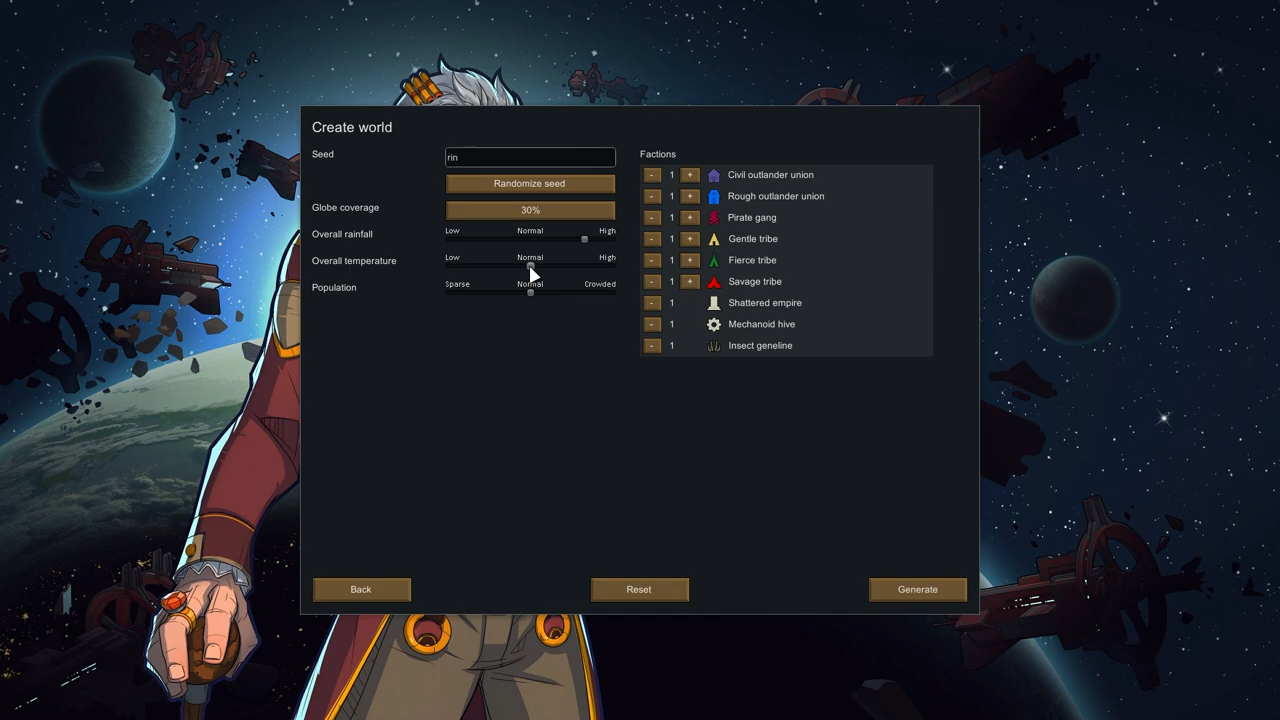 Create world
Seed
rin
Randomize seed
Globe coverage
30%
Overall rainfall
Low Normal High
Overall temperature
Low Normal High
Population
Sparse Normal Crowded
Factions
- 1 + Civil outlander union
- 1 + Rough outlander union
- 1 + Pirate gang
- 1 + Gentle tribe
- 1 + Fierce tribe
- 1 + Savage tribe
- 1 Shattered empire
- 1 Mechanoid hive
- 1 Insect geneline
Back
Reset
Generate